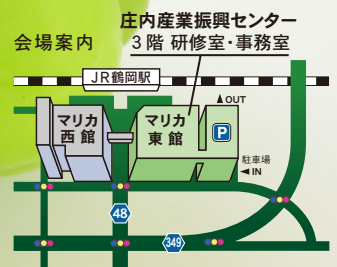 庄内産業振興センター
会場案内
3階 研修室・事務室
JR鶴岡駅
▲OUT
マリカ
西館
マリカ
東館
P
駐車場
◀IN
48
349